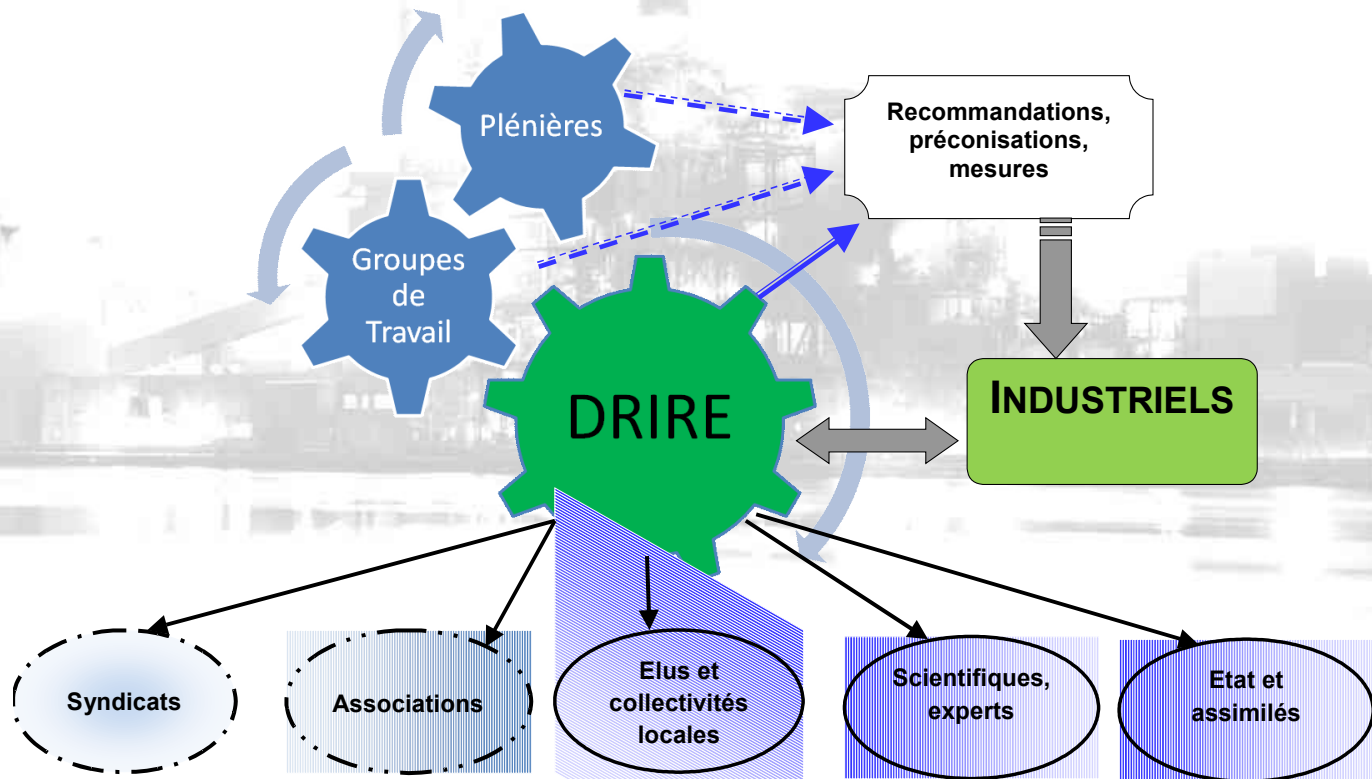 Plénières
Recommandations,
préconisations,
mesures
Groupes
de
Travail
DRIRE
INDUSTRIELS
Syndicats
Associations
Elus et
collectivités
locales
Scientifiques,
experts
Etat et
assimilés